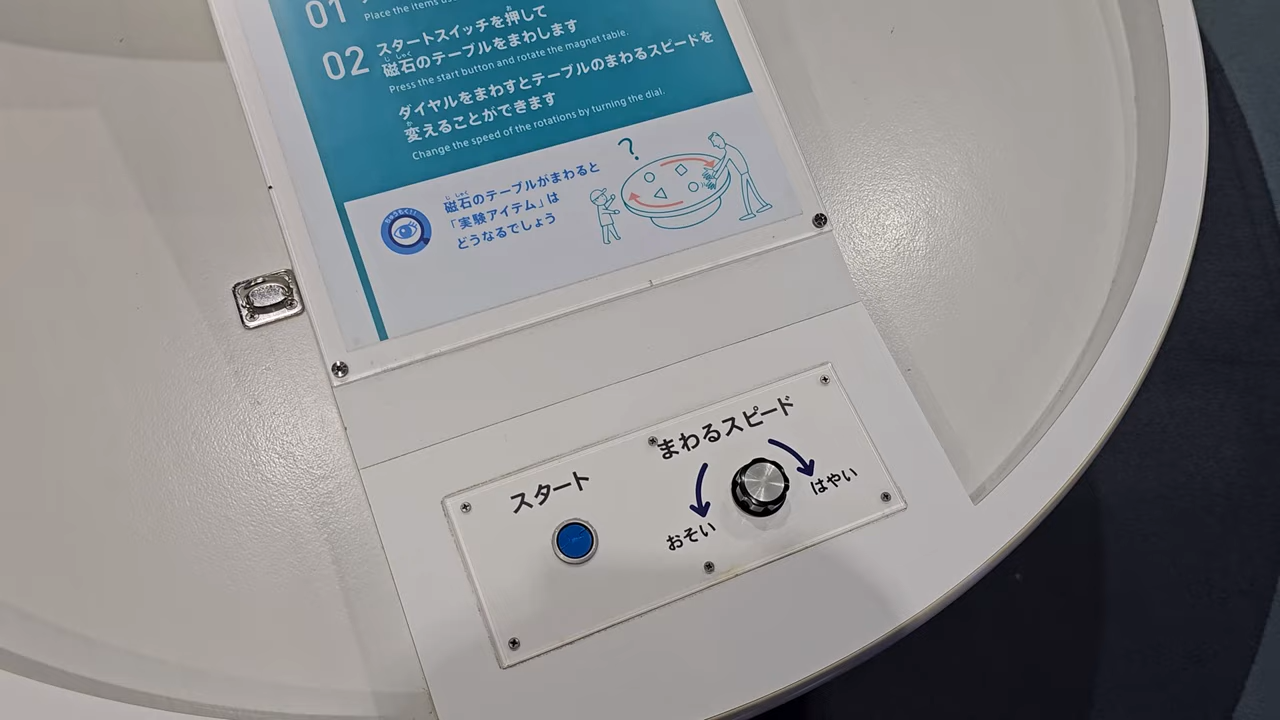 01
Place the items
02
スタートスイッチを押して
磁石のテーブルをまわします
Press the start button and rotate the magnet table.
ダイヤルをまわすとテーブルのまわるスピードを
変えることができます
Change the speed of the rotations by turning the dial.
?
磁石のテーブルがまわると
「実験アイテム」は
どうなるでしょう
まわるスピード
スタート
おそい
はやい